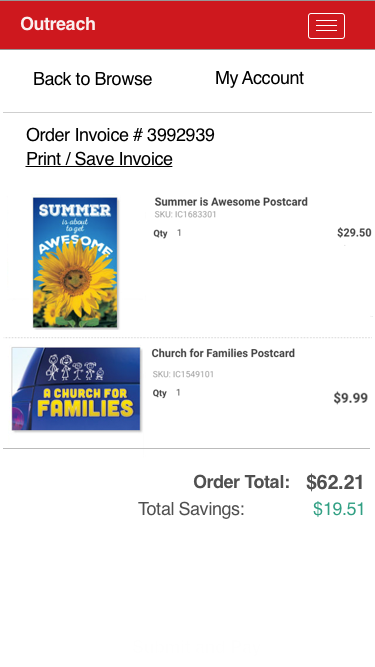 Outreach
Back to Browse
My Account
Order Invoice # 3992939
Print / Save Invoice
SUMMER
is about
to get
AWESOME
Summer is Awesome Postcard
SKU: IC1683301
Qty 1
$29.50
A CHURCH FOR
FAMILIES
Church for Families Postcard
SKU: IC1549101
Qty 1
$9.99
Order Total: $62.21
Total Savings: $19.51